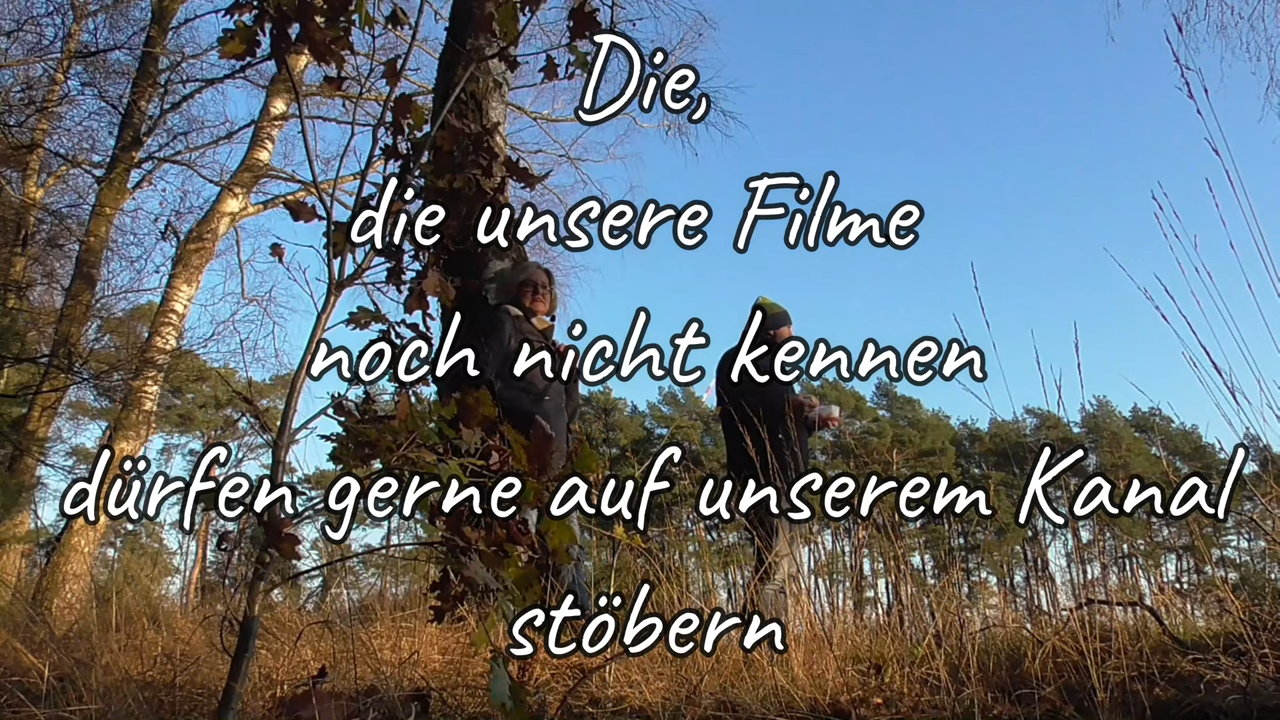 Die,
die unsere Filme
noch nicht kennen
dürfen gerne auf unserem Kanal
stöbern